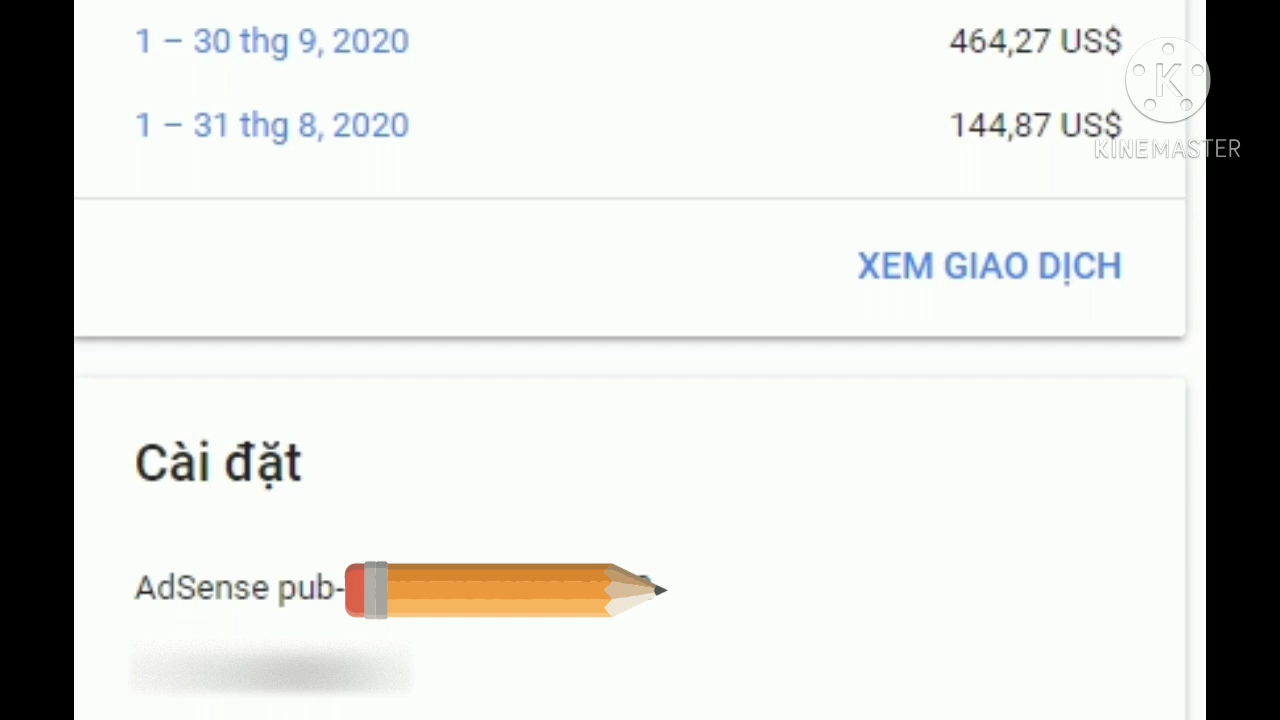 1 – 30 thg 9, 2020 464,27 US$
1 – 31 thg 8, 2020 144,87 US$
K
KINEMASTER
XEM GIAO DỊCH
Cài đặt
AdSense pub-